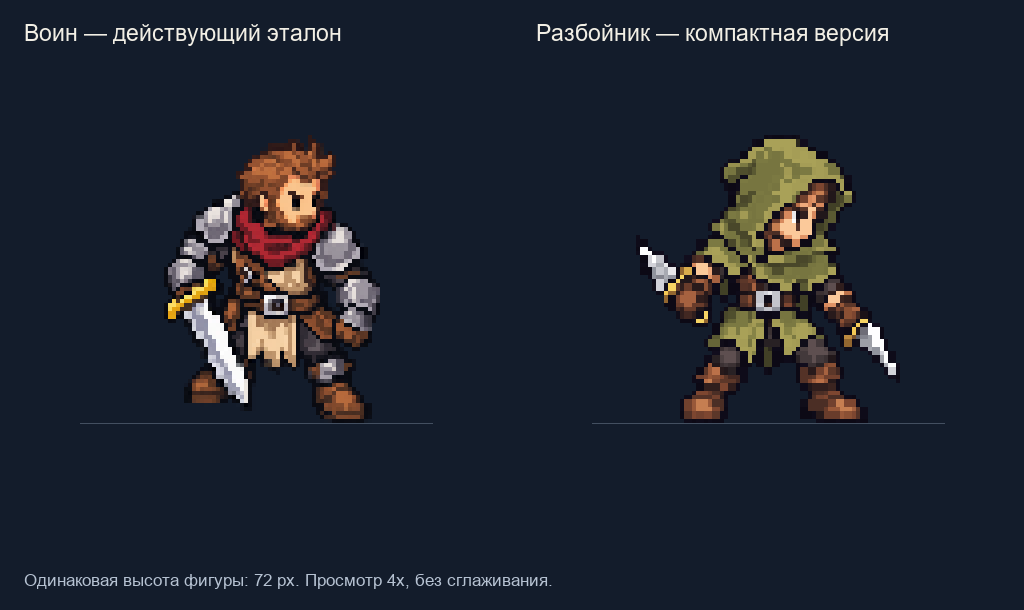 Воин — действующий эталон
Разбойник — компактная версия
Одинаковая высота фигуры: 72 px. Просмотр 4x, без сглаживания.